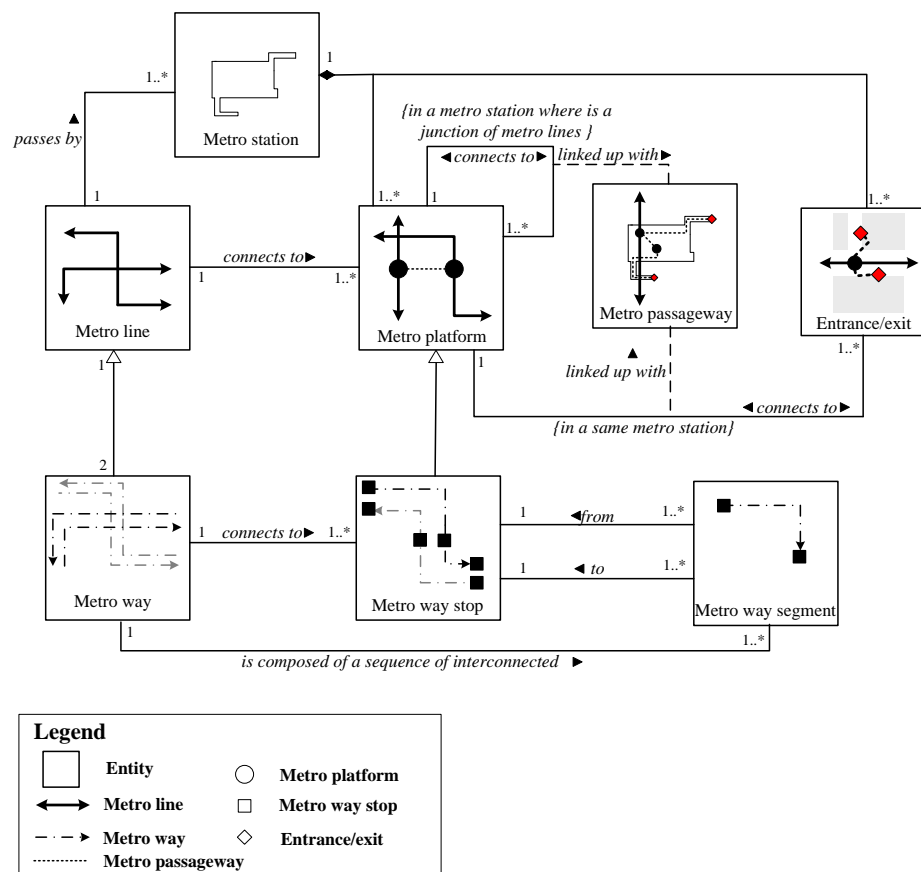 1
1..*
Metro station
passes by
{in a metro station where is a
junction of metro lines }
connects to
linked up with
1
1..*
1
1..*
1..*
Metro line
1
connects to
1..*
Metro platform
Metro passageway
Entrance/exit
1
1
1..*
linked up with
connects to
{in a same metro station}
2
Metro way
1
connects to
1..*
Metro way stop
1
from
1..*
1
to
1..*
Metro way segment
1
1..*
is composed of a sequence of interconnected
Legend
Entity
Metro platform
Metro line
Metro way stop
Metro way
Entrance/exit
Metro passageway